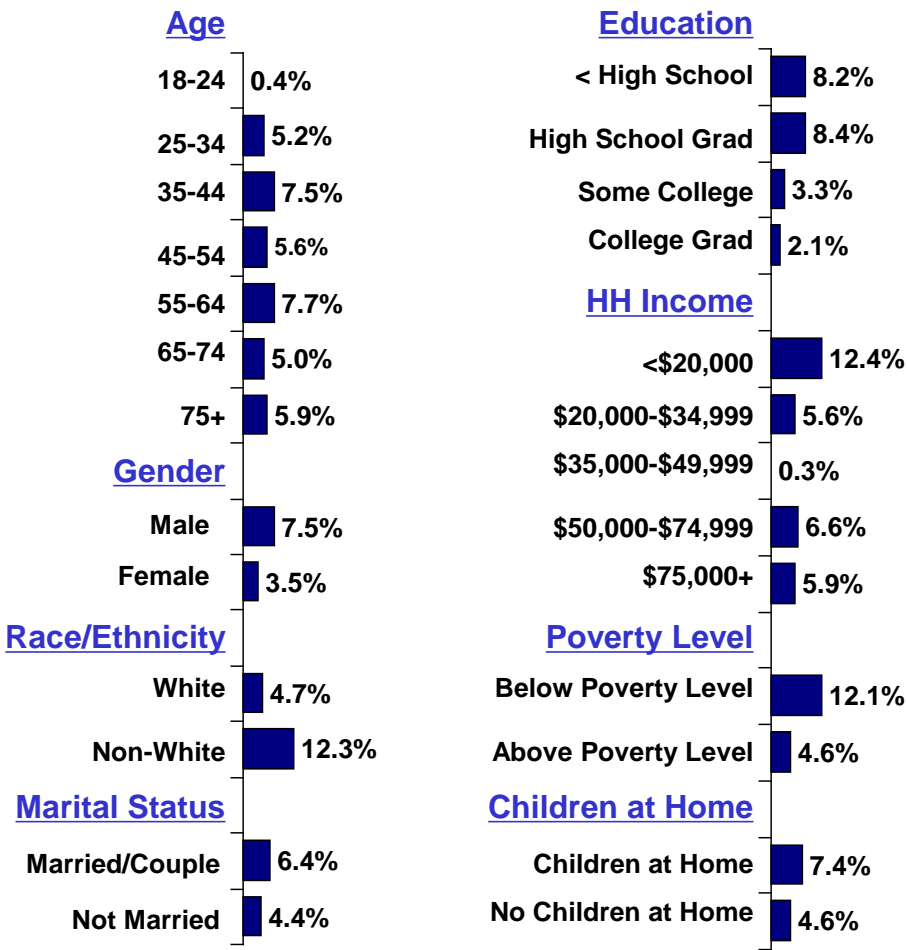 Age
18-24 0.4%
25-34 5.2%
35-44 7.5%
45-54 5.6%
55-64 7.7%
65-74 5.0%
75+ 5.9%
Gender
Male 7.5%
Female 3.5%
Race/Ethnicity
White 4.7%
Non-White 12.3%
Marital Status
Married/Couple 6.4%
Not Married 4.4%
Education
< High School 8.2%
High School Grad 8.4%
Some College 3.3%
College Grad 2.1%
HH Income
<$20,000 12.4%
$20,000-$34,999 5.6%
$35,000-$49,999 0.3%
$50,000-$74,999 6.6%
$75,000+ 5.9%
Poverty Level
Below Poverty Level 12.1%
Above Poverty Level 4.6%
Children at Home
Children at Home 7.4%
No Children at Home 4.6%